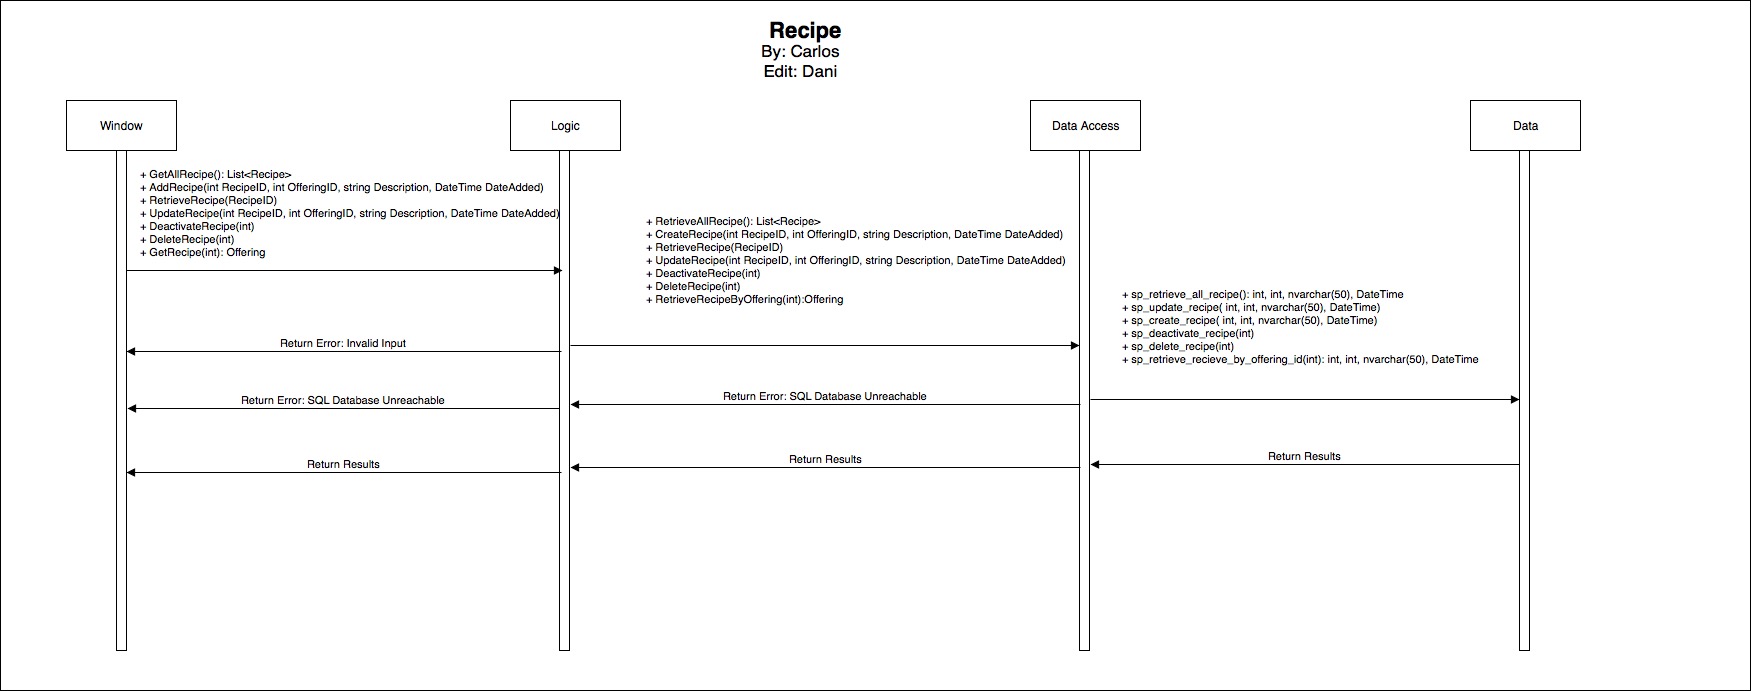 Recipe
By: Carlos
Edit: Dani
Window
Logic
Data Access
Data
+ GetAllRecipe(): List<Recipe>
+ AddRecipe(int RecipeID, int OfferingID, string Description, DateTime DateAdded)
+ RetrieveRecipe(RecipeID)
+ UpdateRecipe(int RecipeID, int OfferingID, string Description, DateTime DateAdded)
+ DeactivateRecipe(int)
+ DeleteRecipe(int)
+ GetRecipe(int): Offering
+ RetrieveAllRecipe(): List<Recipe>
+ CreateRecipe(int RecipeID, int OfferingID, string Description, DateTime DateAdded)
+ RetrieveRecipe(RecipeID)
+ UpdateRecipe(int RecipeID, int OfferingID, string Description, DateTime DateAdded)
+ DeactivateRecipe(int)
+ DeleteRecipe(int)
+ RetrieveRecipeByOffering(int):Offering
+ sp_retrieve_all_recipe(): int, int, nvarchar(50), DateTime
+ sp_update_recipe( int, int, nvarchar(50), DateTime)
+ sp_create_recipe( int, int, nvarchar(50), DateTime)
+ sp_deactivate_recipe(int)
+ sp_delete_recipe(int)
+ sp_retrieve_recieve_by_offering_id(int): int, int, nvarchar(50), DateTime
Return Error: Invalid Input
Return Error: SQL Database Unreachable
Return Error: SQL Database Unreachable
Return Results
Return Results
Return Results